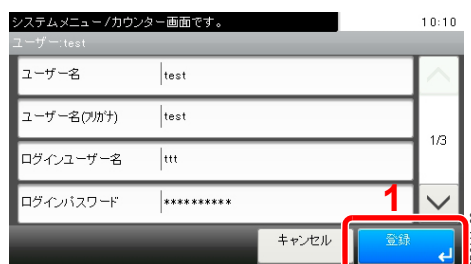 システムメニュー/カウンター画面です。 10:10
ユーザー:test
ユーザー名 test
ユーザー名(フリガナ) test
1/3
ログインユーザー名 ttt
ログインパスワード **********
1
キャンセル 登録